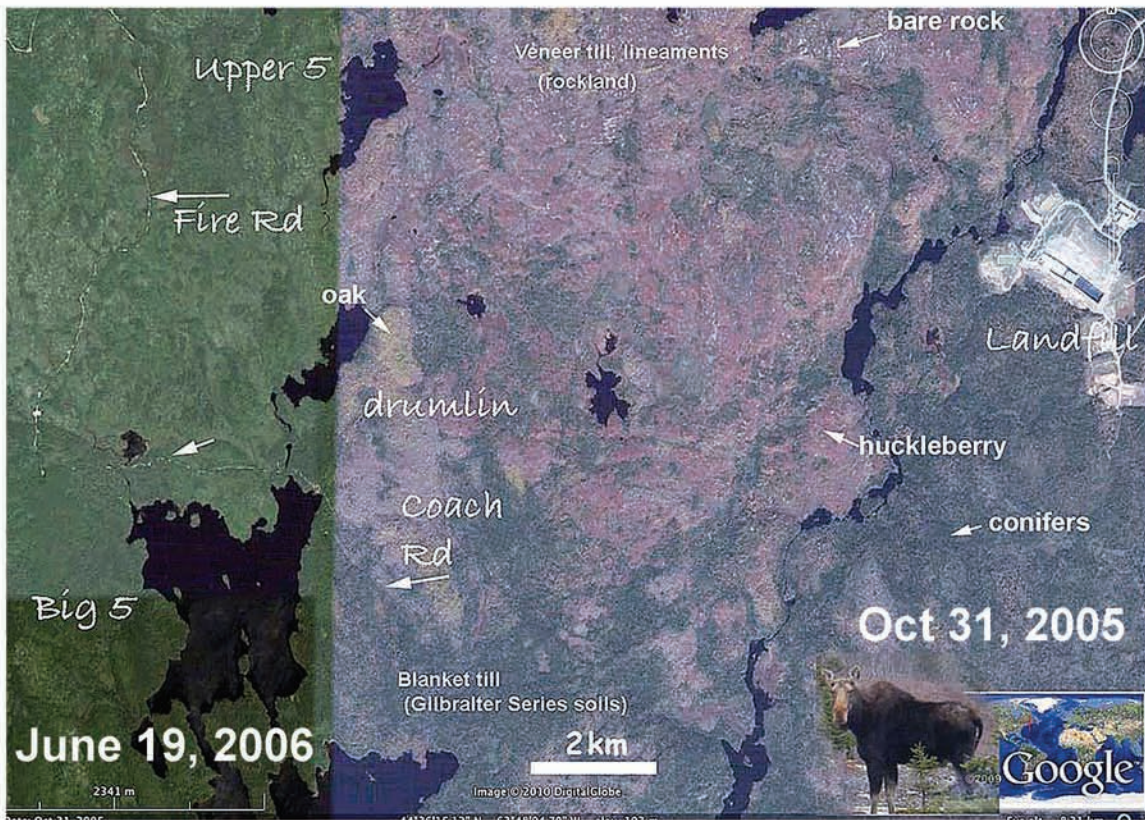 bare rock
Upper 5
Veneer till, lineaments
(rockland)
Fire Rd
oak
Landfill
drumlin
huckleberry
Coach
Rd
conifers
Big 5
Oct 31, 2005
Blanket till
(Gilbralter Series soils)
June 19, 2006
2 km
©2009
Google
2341 m
Image © 2010 DigitalGlobe